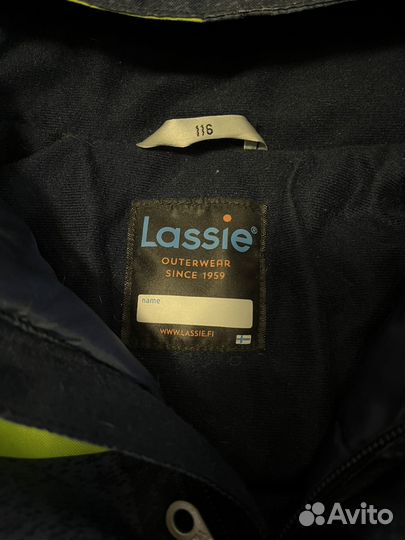 116
Lassie®
OUTERWEAR
SINCE 1959
name
WWW.LASSIE.FI
Avito